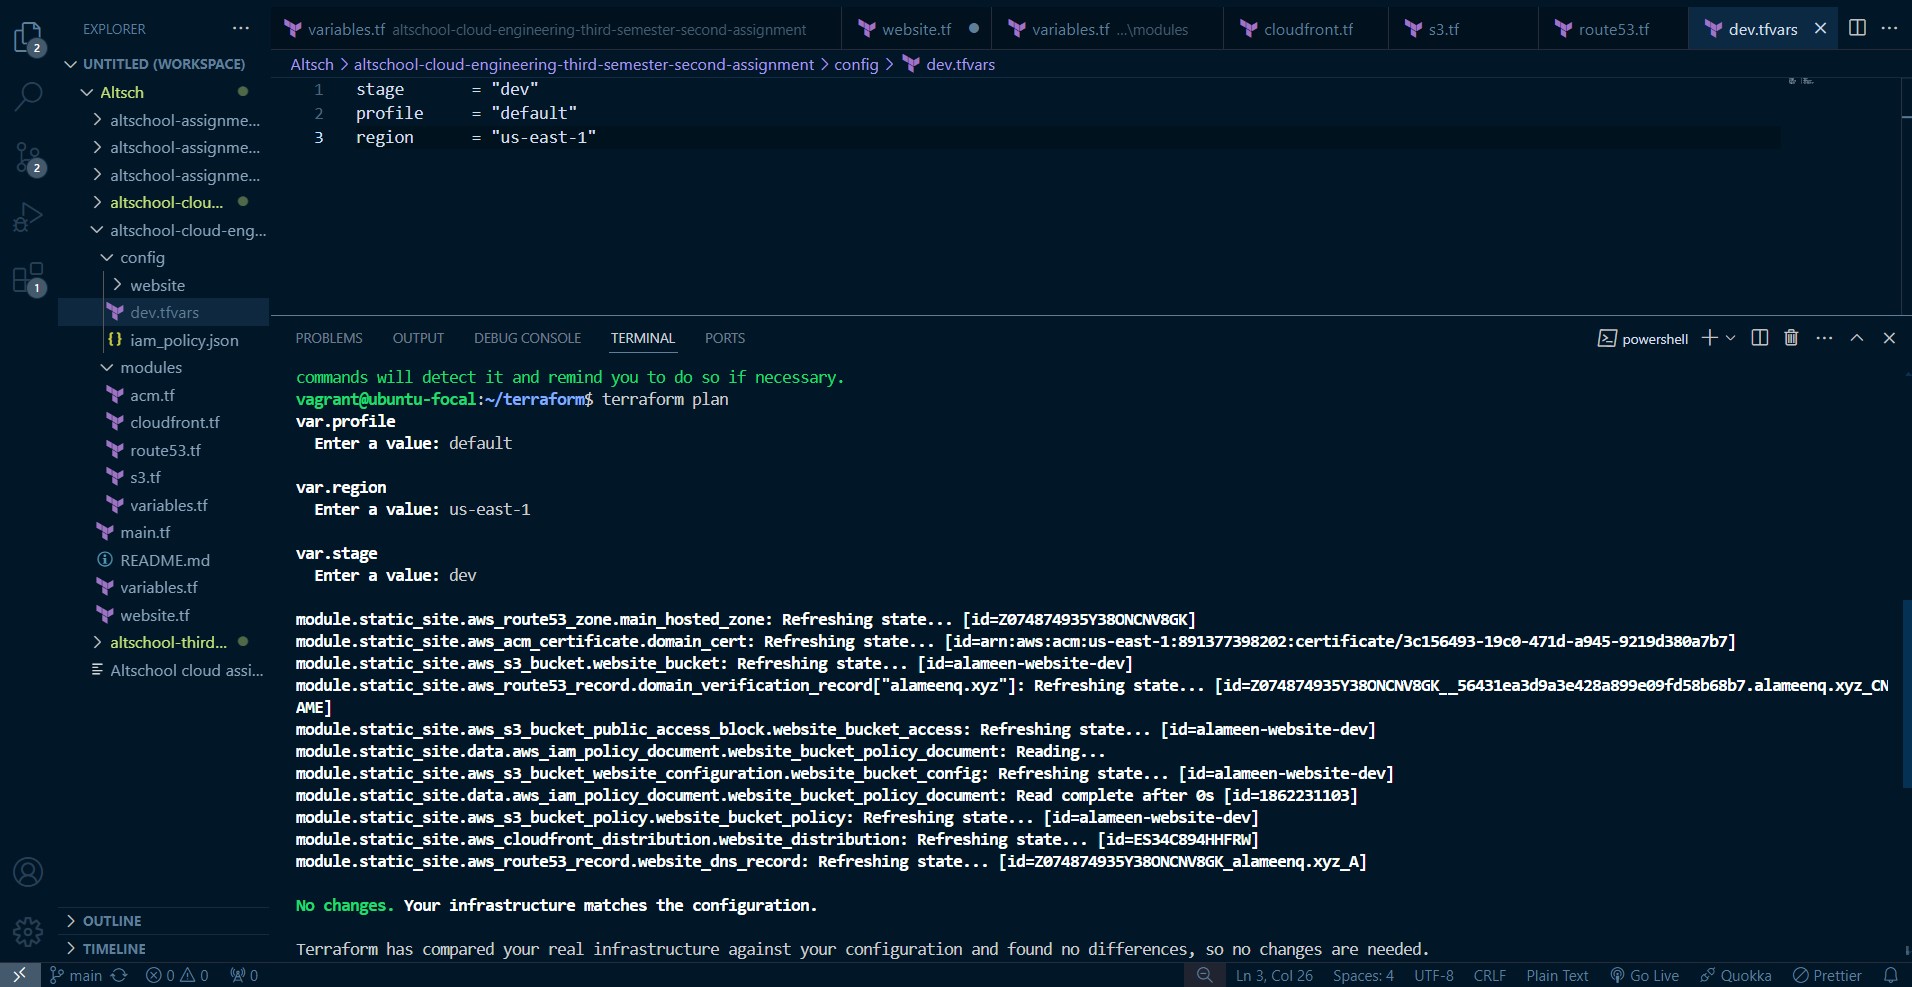 EXPLORER
UNTITLED (WORKSPACE)
Altsch
altschool-assignme...
altschool-assignme...
altschool-assignme...
altschool-clou...
altschool-cloud-eng...
config
website
dev.tfvars
iam_policy.json
modules
acm.tf
cloudfront.tf
route53.tf
s3.tf
variables.tf
main.tf
README.md
variables.tf
website.tf
altschool-third...
Altschool cloud assi...
OUTLINE
TIMELINE
2
2
1
variables.tf altschool-cloud-engineering-third-semester-second-assignment
website.tf
variables.tf ...\modules
cloudfront.tf
s3.tf
route53.tf
dev.tfvars
Altsch > altschool-cloud-engineering-third-semester-second-assignment > config > dev.tfvars
1 stage = "dev"
2 profile = "default"
3 region = "us-east-1"
PROBLEMS OUTPUT DEBUG CONSOLE TERMINAL PORTS
powershell
commands will detect it and remind you to do so if necessary.
vagrant@ubuntu-focal:~/terraform$ terraform plan
var.profile
Enter a value: default
var.region
Enter a value: us-east-1
var.stage
Enter a value: dev
module.static_site.aws_route53_zone.main_hosted_zone: Refreshing state... [id=Z074874935Y38ONCNV8GK]
module.static_site.aws_acm_certificate.domain_cert: Refreshing state... [id=arn:aws:acm:us-east-1:891377398202:certificate/3c156493-19c0-471d-a945-9219d380a7b7]
module.static_site.aws_s3_bucket.website_bucket: Refreshing state... [id=alameen-website-dev]
module.static_site.aws_route53_record.domain_verification_record["alameenq.xyz"]: Refreshing state... [id=Z074874935Y38ONCNV8GK__56431ea3d9a3e428a899e09fd58b68b7.alameenq.xyz_CN
AME]
module.static_site.aws_s3_bucket_public_access_block.website_bucket_access: Refreshing state... [id=alameen-website-dev]
module.static_site.data.aws_iam_policy_document.website_bucket_policy_document: Reading...
module.static_site.aws_s3_bucket_website_configuration.website_bucket_config: Refreshing state... [id=alameen-website-dev]
module.static_site.data.aws_iam_policy_document.website_bucket_policy_document: Read complete after 0s [id=1862231103]
module.static_site.aws_s3_bucket_policy.website_bucket_policy: Refreshing state... [id=alameen-website-dev]
module.static_site.aws_cloudfront_distribution.website_distribution: Refreshing state... [id=ES34C894HHFRW]
module.static_site.aws_route53_record.website_dns_record: Refreshing state... [id=Z074874935Y38ONCNV8GK_alameenq.xyz_A]
No changes. Your infrastructure matches the configuration.
Terraform has compared your real infrastructure against your configuration and found no differences, so no changes are needed.
main 0 0 0 Ln 3, Col 26 Spaces: 4 UTF-8 CRLF Plain Text Go Live Quokka Prettier